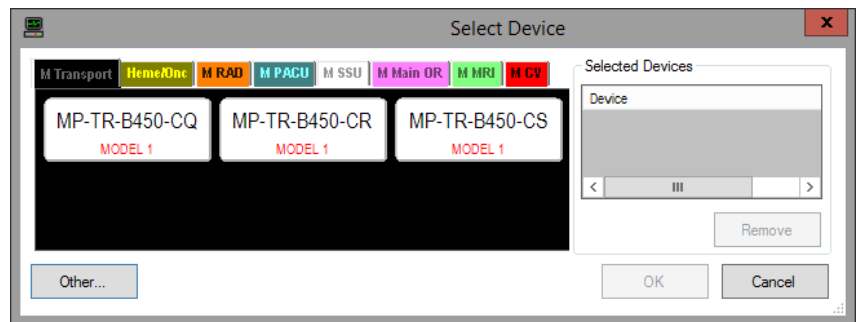 Select Device
x
M Transport Heme/Onc M RAD M PACU M SSU M Main OR M MRI M CV
MP-TR-B450-CQ MP-TR-B450-CR MP-TR-B450-CS
MODEL 1 MODEL 1 MODEL 1
Selected Devices
Device
Remove
Other... OK Cancel